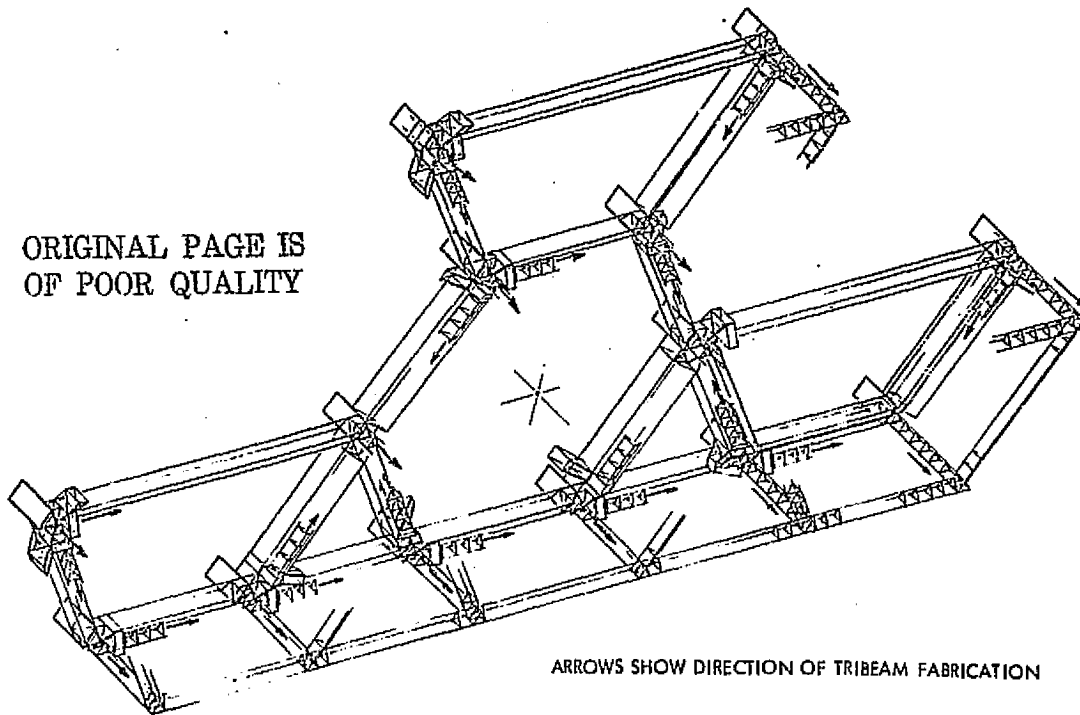 ORIGINAL PAGE IS
OF POOR QUALITY
ARROWS SHOW DIRECTION OF TRIBEAM FABRICATION